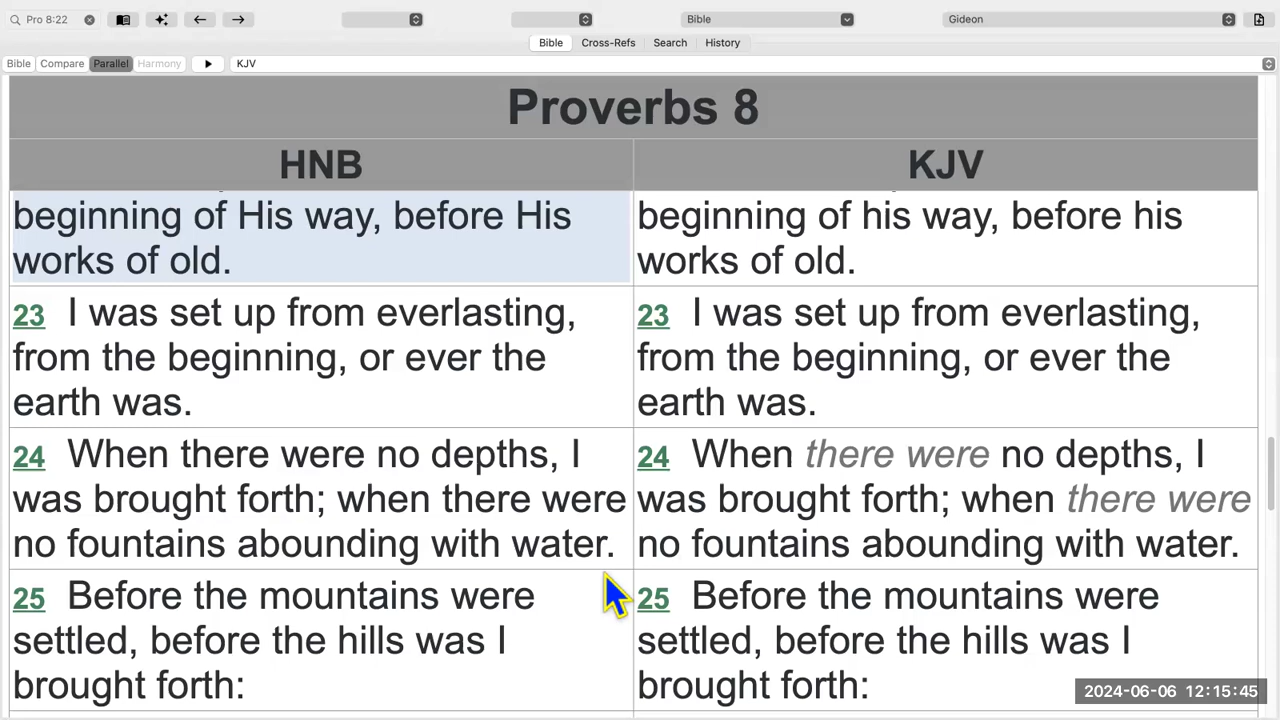 Pro 8:22 Bible Gideon
Bible Cross-Refs Search History
Bible Compare Parallel Harmony KJV
Proverbs 8
HNB
beginning of His way, before His
works of old.
23 I was set up from everlasting,
from the beginning, or ever the
earth was.
24 When there were no depths, I
was brought forth; when there were
no fountains abounding with water.
25 Before the mountains were
settled, before the hills was I
brought forth:
KJV
beginning of his way, before his
works of old.
23 I was set up from everlasting,
from the beginning, or ever the
earth was.
24 When there were no depths, I
was brought forth; when there were
no fountains abounding with water.
25 Before the mountains were
settled, before the hills was I
brought forth:
2024-06-06 12:15:45